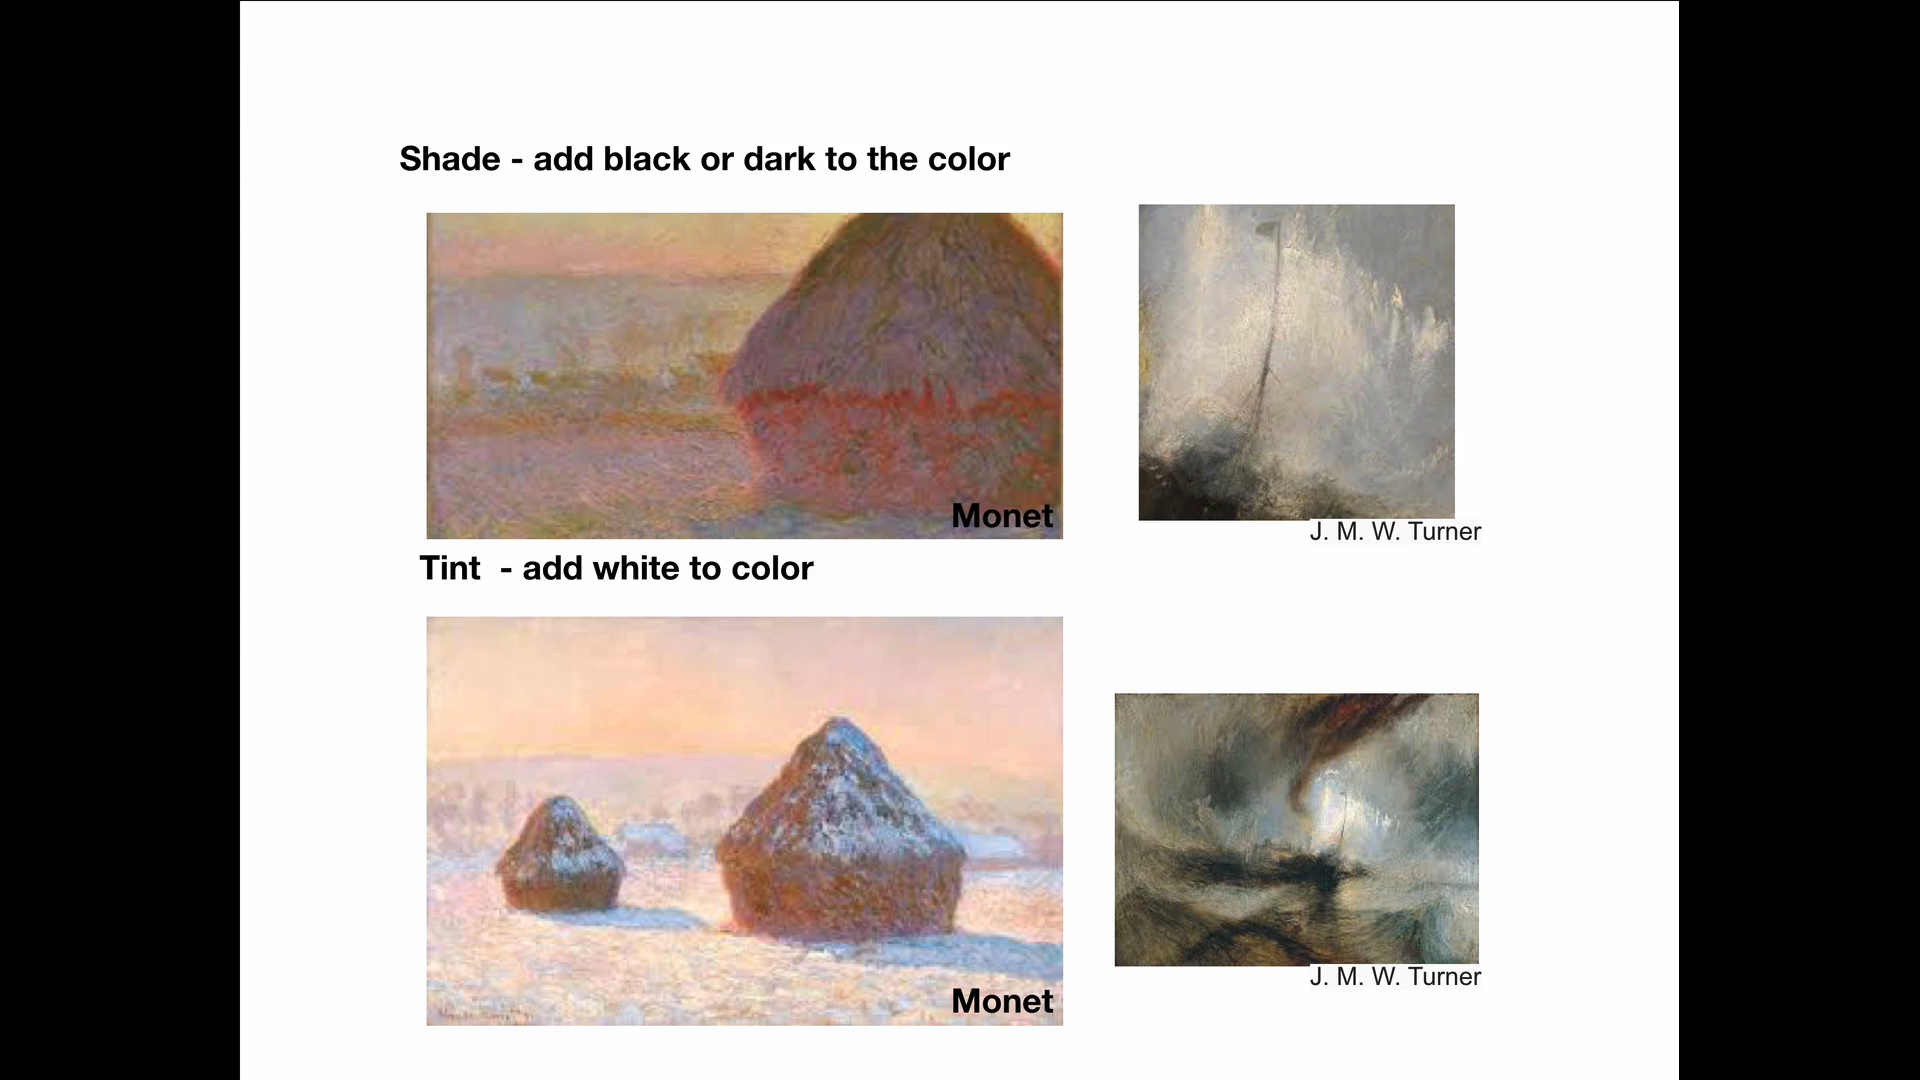 Shade - add black or dark to the color
Monet
J. M. W. Turner
Tint - add white to color
Monet
J. M. W. Turner